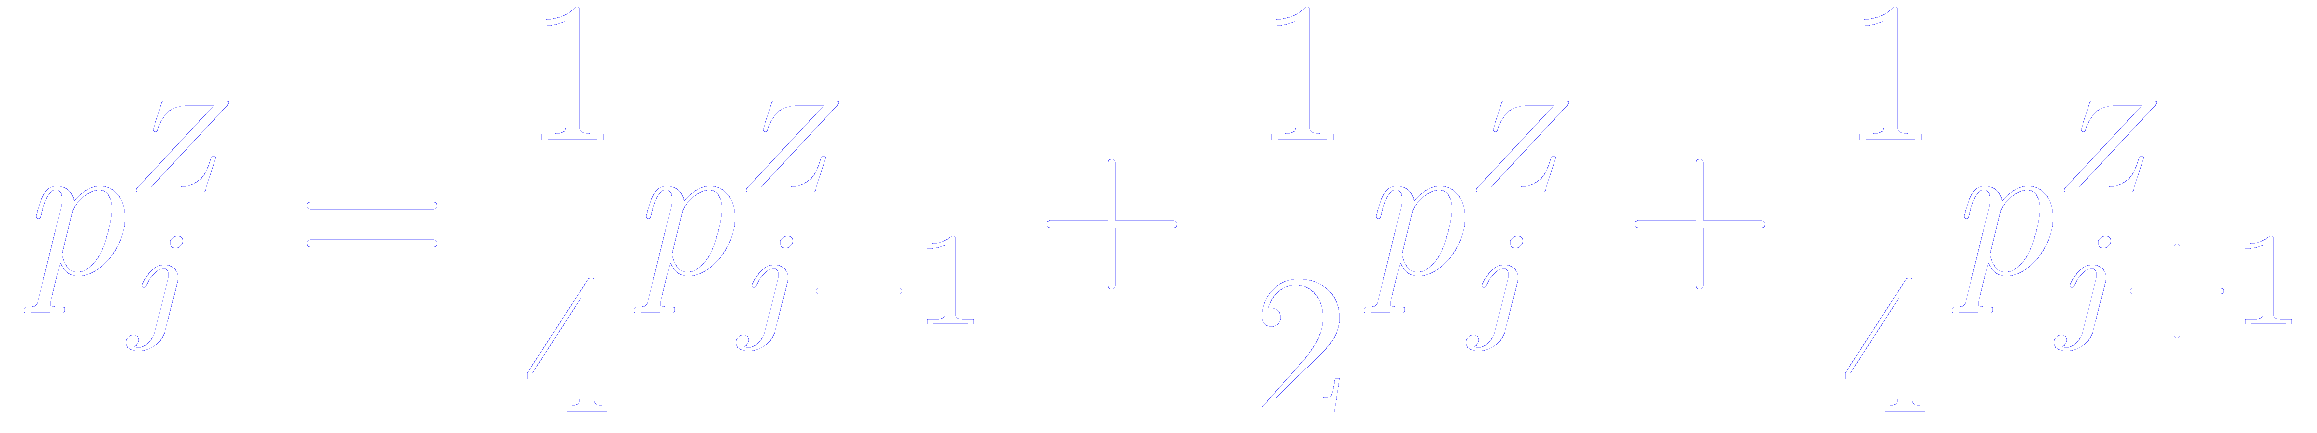 p_j^z = \frac{1}{4} p_{j-1}^z + \frac{1}{2} p_j^z + \frac{1}{4} p_{j+1}^z